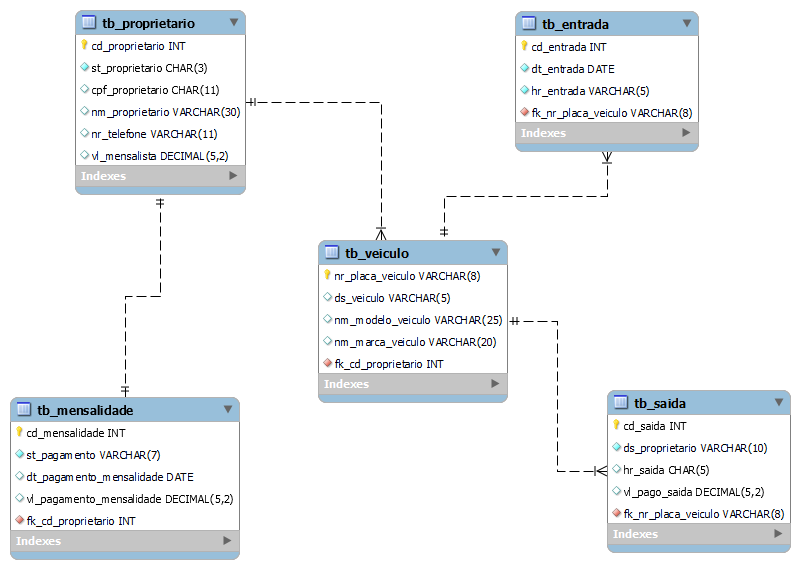 tb_proprietario
cd_proprietario INT
st_proprietario CHAR(3)
cpf_proprietario CHAR(11)
nm_proprietario VARCHAR(30)
nr_telefone VARCHAR(11)
vl_mensalista DECIMAL(5,2)
Indexes
tb_entrada
cd_entrada INT
dt_entrada DATE
hr_entrada VARCHAR(5)
fk_nr_placa_veiculo VARCHAR(8)
Indexes
tb_veiculo
nr_placa_veiculo VARCHAR(8)
ds_veiculo VARCHAR(5)
nm_modelo_veiculo VARCHAR(25)
nm_marca_veiculo VARCHAR(20)
fk_cd_proprietario INT
Indexes
tb_mensalidade
cd_mensalidade INT
st_pagamento VARCHAR(7)
dt_pagamento_mensalidade DATE
vl_pagamento_mensalidade DECIMAL(5,2)
fk_cd_proprietario INT
Indexes
tb_saida
cd_saida INT
ds_proprietario VARCHAR(10)
hr_saida CHAR(5)
vl_pago_saida DECIMAL(5,2)
fk_nr_placa_veiculo VARCHAR(8)
Indexes